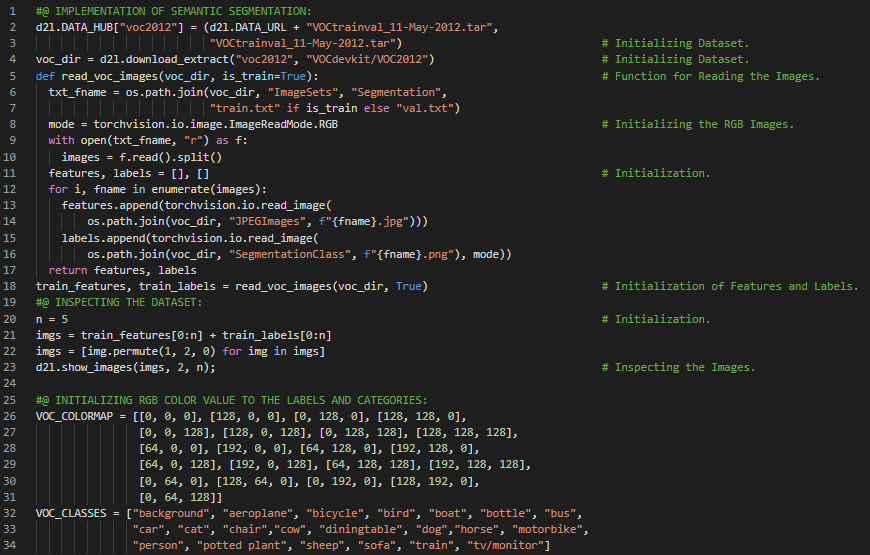 1 #@ IMPLEMENTATION OF SEMANTIC SEGMENTATION:
2 d2l.DATA_HUB["voc2012"] = (d2l.DATA_URL + "VOCtrainval_11-May-2012.tar",
3 "VOCtrainval_11-May-2012.tar") # Initializing Dataset.
4 voc_dir = d2l.download_extract("voc2012", "VOCdevkit/VOC2012") # Initializing Dataset.
5 def read_voc_images(voc_dir, is_train=True): # Function for Reading the Images.
6 txt_fname = os.path.join(voc_dir, "ImageSets", "Segmentation",
7 "train.txt" if is_train else "val.txt")
8 mode = torchvision.io.image.ImageReadMode.RGB # Initializing the RGB Images.
9 with open(txt_fname, "r") as f:
10 images = f.read().split()
11 features, labels = [], [] # Initialization.
12 for i, fname in enumerate(images):
13 features.append(torchvision.io.read_image(
14 os.path.join(voc_dir, "JPEGImages", f"{fname}.jpg")))
15 labels.append(torchvision.io.read_image(
16 os.path.join(voc_dir, "SegmentationClass", f"{fname}.png"), mode))
17 return features, labels
18 train_features, train_labels = read_voc_images(voc_dir, True) # Initialization of Features and Labels.
19 #@ INSPECTING THE DATASET:
20 n = 5 # Initialization.
21 imgs = train_features[0:n] + train_labels[0:n]
22 imgs = [img.permute(1, 2, 0) for img in imgs]
23 d2l.show_images(imgs, 2, n); # Inspecting the Images.
24
25 #@ INITIALIZING RGB COLOR VALUE TO THE LABELS AND CATEGORIES:
26 VOC_COLORMAP = [[0, 0, 0], [128, 0, 0], [0, 128, 0], [128, 128, 0],
27 [0, 0, 128], [128, 0, 128], [0, 128, 128], [128, 128, 128],
28 [64, 0, 0], [192, 0, 0], [64, 128, 0], [192, 128, 0],
29 [64, 0, 128], [192, 0, 128], [64, 128, 128], [192, 128, 128],
30 [0, 64, 0], [128, 64, 0], [0, 192, 0], [128, 192, 0],
31 [0, 64, 128]]
32 VOC_CLASSES = ["background", "aeroplane", "bicycle", "bird", "boat", "bottle", "bus",
33 "car", "cat", "chair","cow", "diningtable", "dog","horse", "motorbike",
34 "person", "potted plant", "sheep", "sofa", "train", "tv/monitor"]